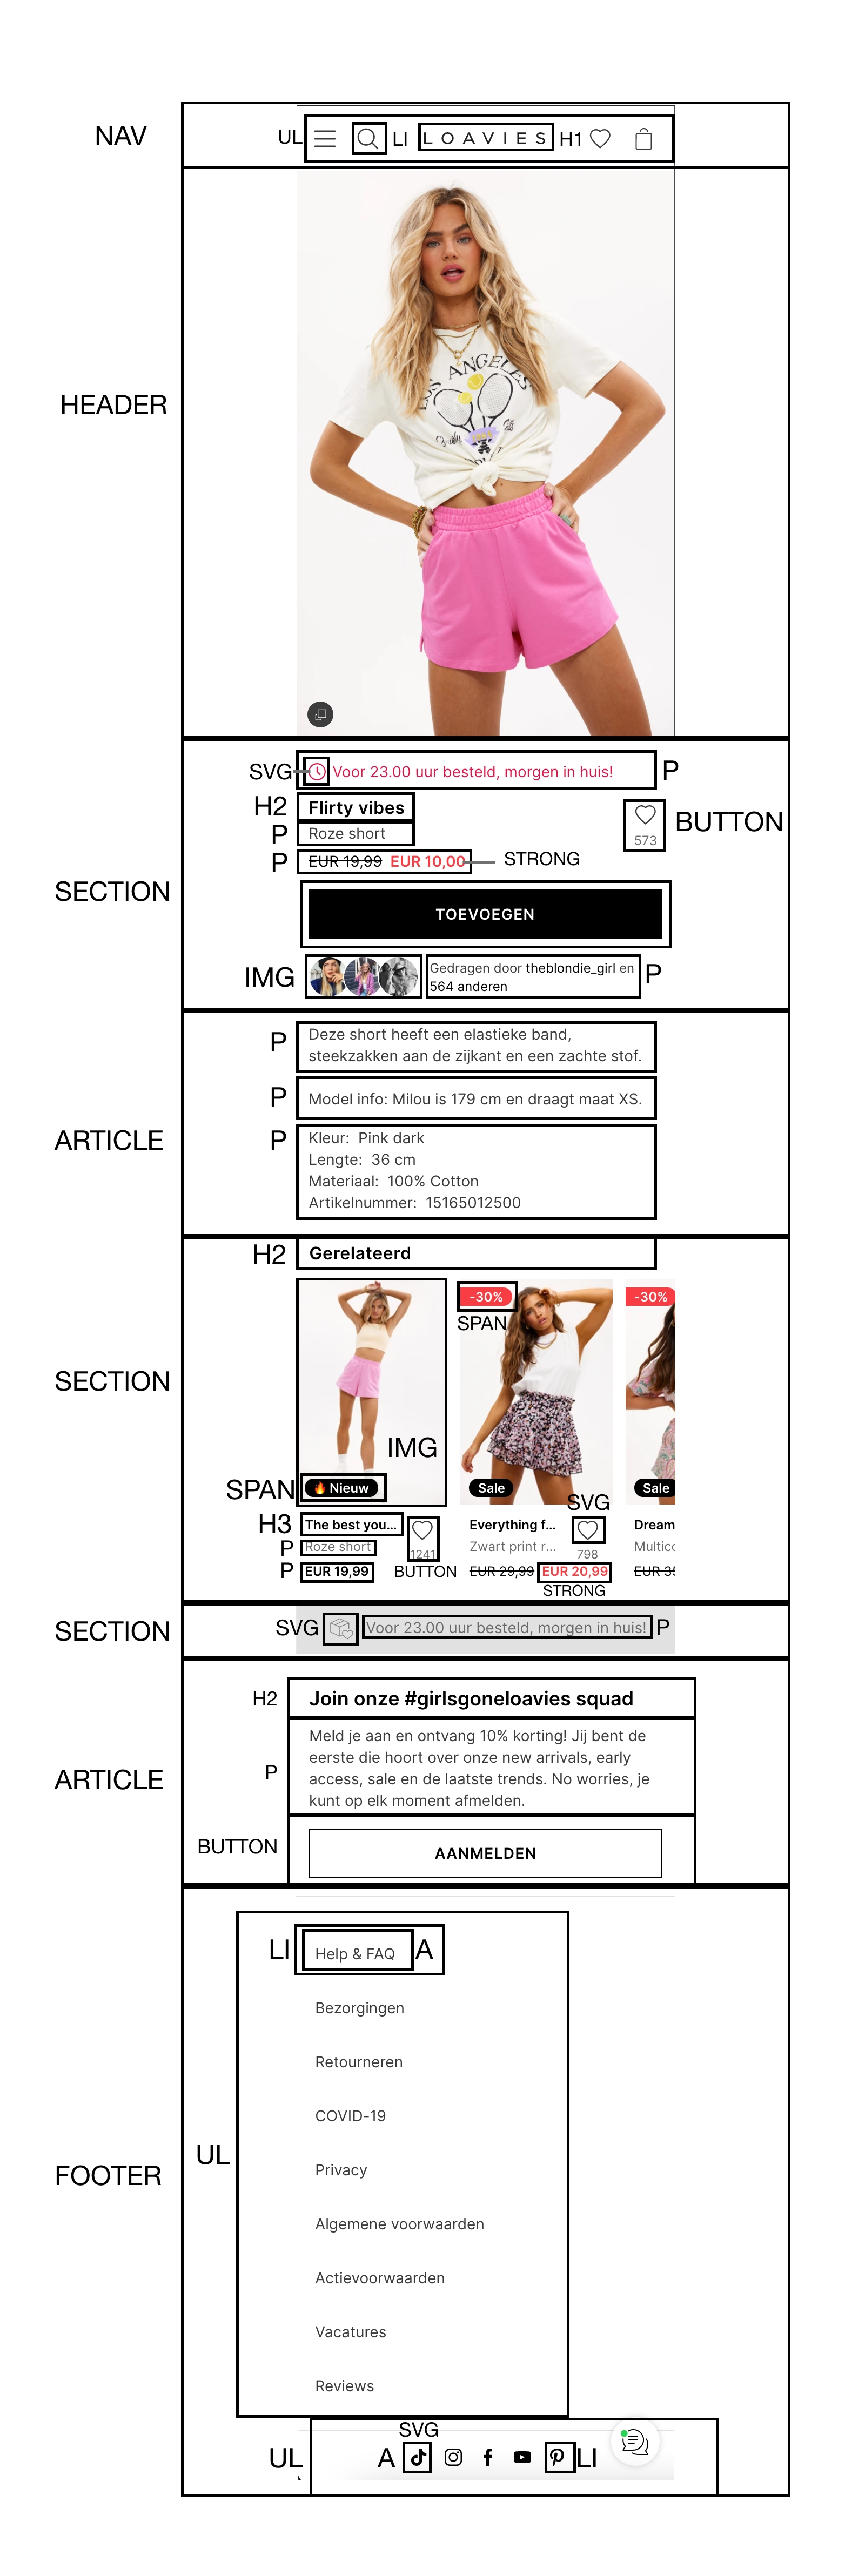 NAV
UL
LI
LOAVIES
H1
HEADER
LOS ANGELES
SVG
Voor 23.00 uur besteld, morgen in huis!
P
H2
Flirty vibes
P
Roze short
573
BUTTON
P
EUR 19,99 EUR 10,00
STRONG
SECTION
TOEVOEGEN
IMG
Gedragen door theblondie_girl en
564 anderen
P
P
Deze short heeft een elastieke band,
steekzakken aan de zijkant en een zachte stof.
P
Model info: Milou is 179 cm en draagt maat XS.
ARTICLE
P
Kleur: Pink dark
Lengte: 36 cm
Materiaal: 100% Cotton
Artikelnummer: 15165012500
H2
Gerelateerd
-30%
-30%
SPAN
SECTION
IMG
SPAN
🔥 Nieuw
Sale
Sale
SVG
H3
The best you...
Everything f...
Dream
P
Roze short
1241
Zwart print r...
798
Multico
P
EUR 19,99
BUTTON
EUR 29,99 EUR 20,99
EUR 35
STRONG
SECTION
SVG
Voor 23.00 uur besteld, morgen in huis!
P
H2
Join onze #girlsgoneloavies squad
ARTICLE
P
Meld je aan en ontvang 10% korting! Jij bent de
eerste die hoort over onze new arrivals, early
access, sale en de laatste trends. No worries, je
kunt op elk moment afmelden.
BUTTON
AANMELDEN
LI
Help & FAQ
A
Bezorgingen
Retourneren
COVID-19
UL
FOOTER
Privacy
Algemene voorwaarden
Actievoorwaarden
Vacatures
Reviews
SVG
UL
A
LI